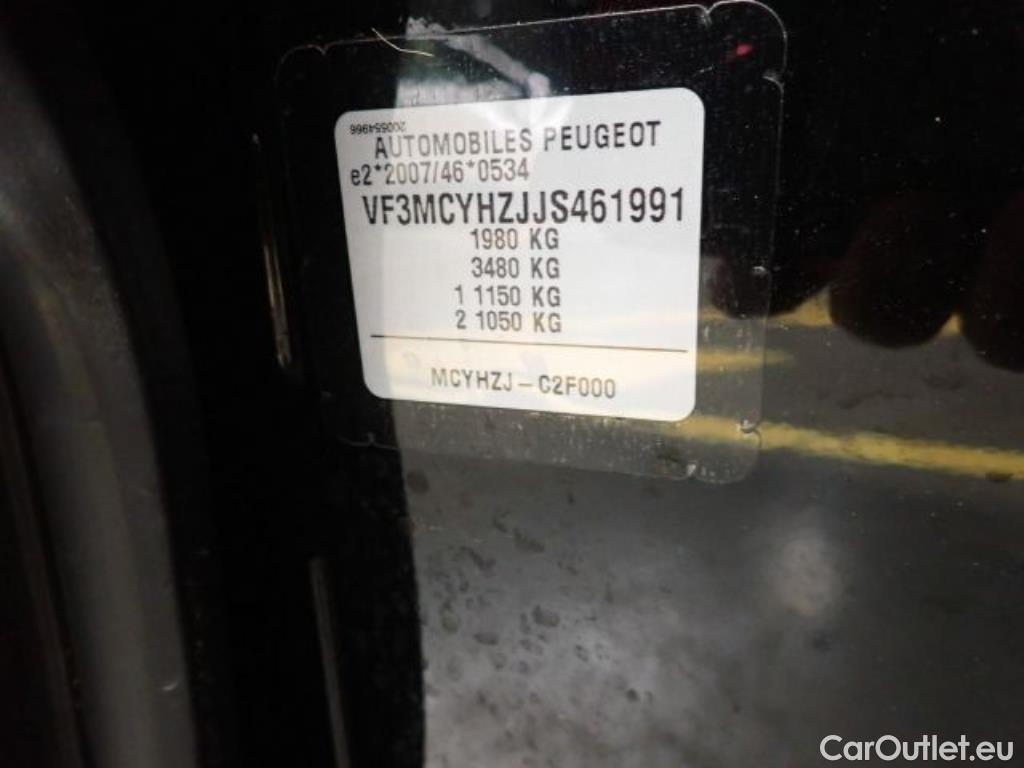 200554966
AUTOMOBILES PEUGEOT
e2*2007/46*0534
VF3MCYHZJJS461991
1980 KG
3480 KG
1 1150 KG
2 1050 KG
MCYHZJ - C2F000
CarOutlet.eu